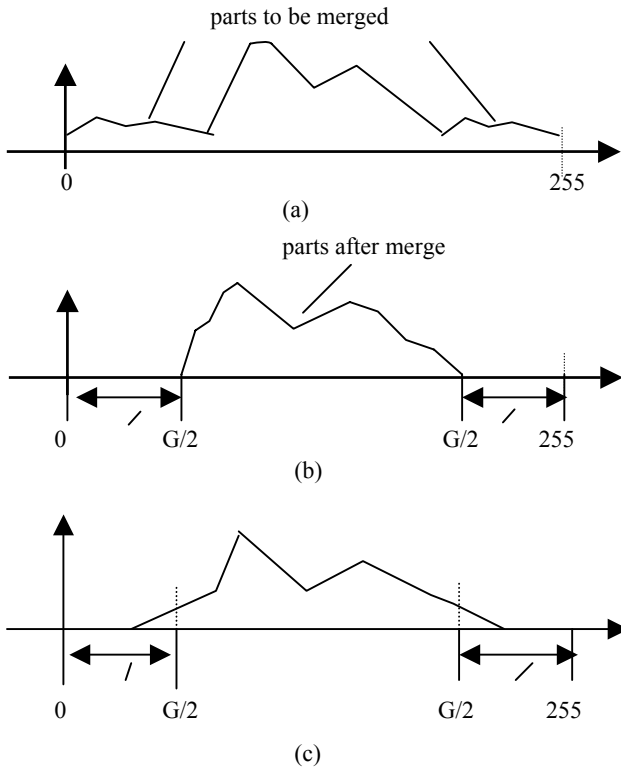 parts to be merged
0 255
(a)
parts after merge
0 G/2 G/2 255
(b)
0 G/2 G/2 255
(c)